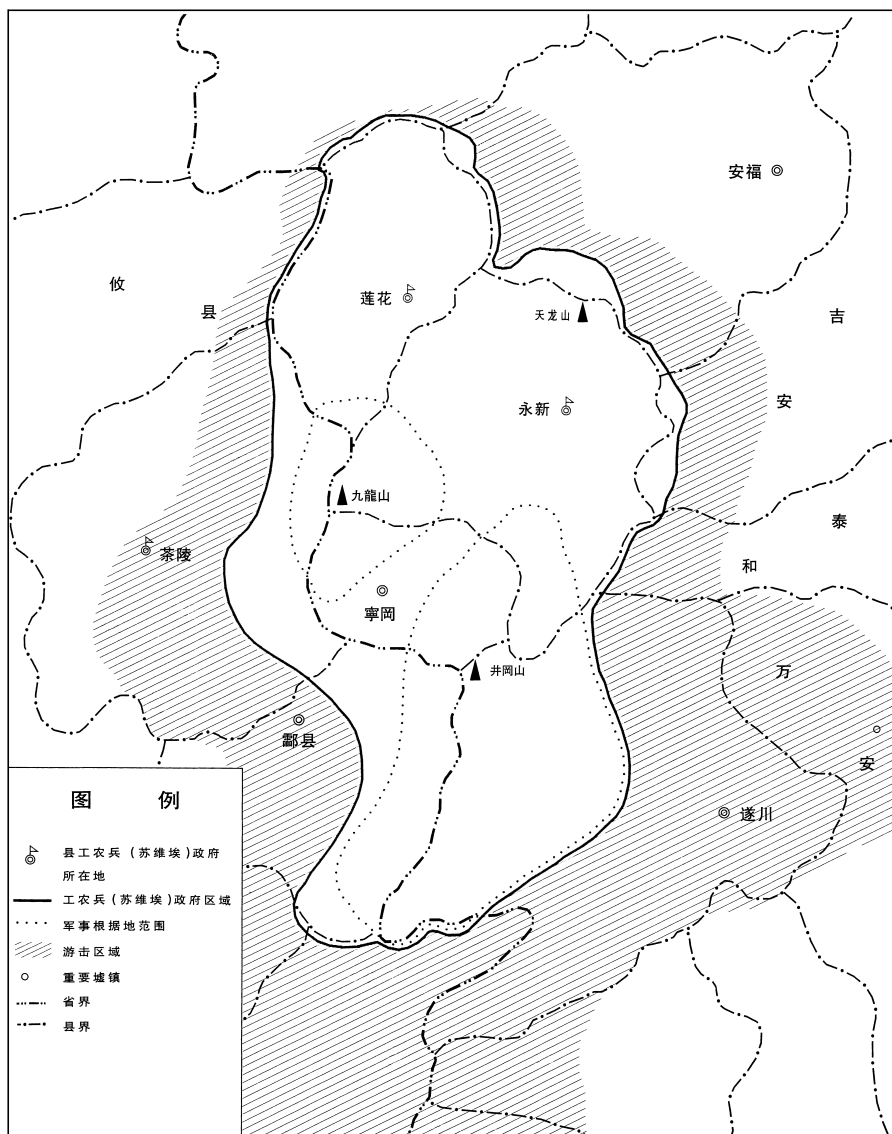 安福
攸
县
莲花
天龙山
吉
安
永新
九龍山
泰
和
茶陵
寧岡
井岡山
万
安
酃县
遂川
图 例
县工农兵（苏维埃）政府
所在地
工农兵（苏维埃）政府区域
军事根据地范围
游击区域
重要墟镇
省界
县界